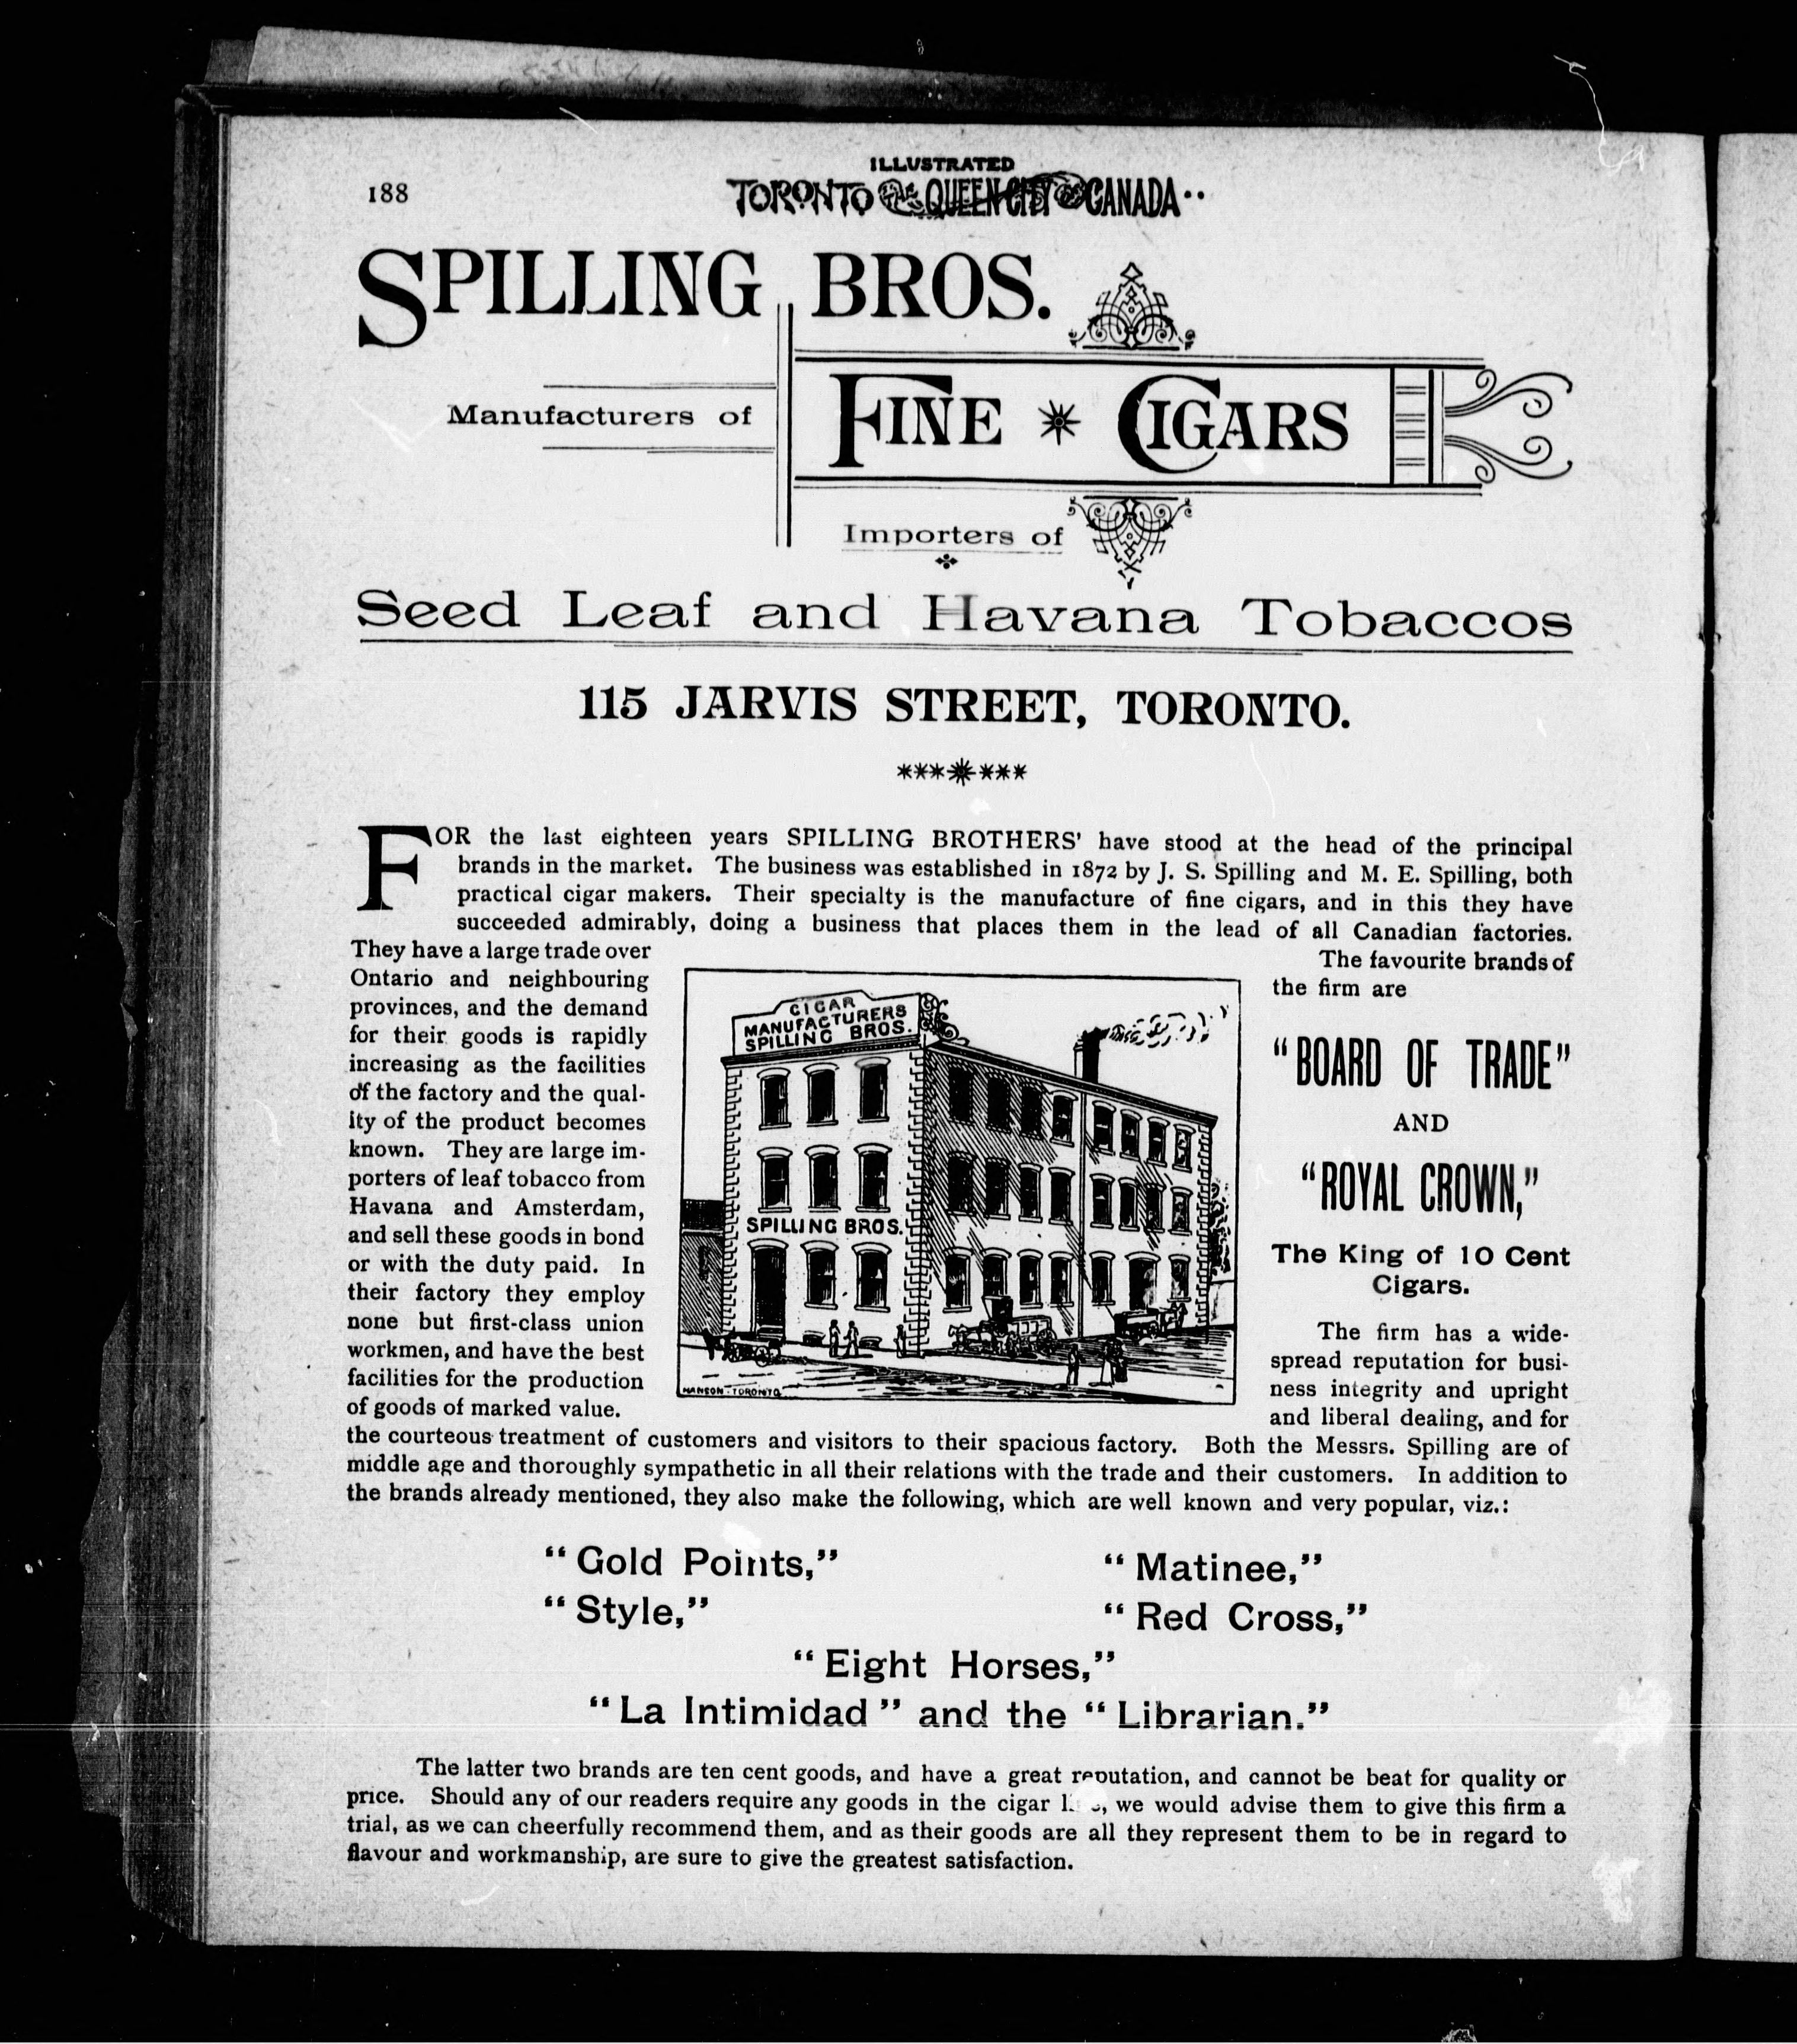 188
ILLUSTRATED
TORONTO THE QUEEN CITY OF CANADA..
SPILLING BROS.
Manufacturers of
FINE * CIGARS
Importers of
Seed Leaf and Havana Tobaccos
115 JARVIS STREET, TORONTO.
FOR the last eighteen years SPILLING BROTHERS' have stood at the head of the principal
brands in the market. The business was established in 1872 by J. S. Spilling and M. E. Spilling, both
practical cigar makers. Their specialty is the manufacture of fine cigars, and in this they have
succeeded admirably, doing a business that places them in the lead of all Canadian factories.
They have a large trade over
Ontario and neighbouring
provinces, and the demand
for their goods is rapidly
increasing as the facilities
of the factory and the qual-
ity of the product becomes
known. They are large im-
porters of leaf tobacco from
Havana and Amsterdam,
and sell these goods in bond
or with the duty paid. In
their factory they employ
none but first-class union
workmen, and have the best
facilities for the production
of goods of marked value.
CIGAR
MANUFACTURERS
SPILLING BROS.
SPILLING BROS.
MANSON-TORONTO
The favourite brands of
the firm are
"BOARD OF TRADE"
AND
"ROYAL CROWN,"
The King of 10 Cent
Cigars.
The firm has a wide-
spread reputation for busi-
ness integrity and upright
and liberal dealing, and for
the courteous treatment of customers and visitors to their spacious factory. Both the Messrs. Spilling are of
middle age and thoroughly sympathetic in all their relations with the trade and their customers. In addition to
the brands already mentioned, they also make the following, which are well known and very popular, viz.:
"Gold Points," "Matinee,"
"Style," "Red Cross,"
"Eight Horses,"
"La Intimidad" and the "Librarian."
The latter two brands are ten cent goods, and have a great reputation, and cannot be beat for quality or
price. Should any of our readers require any goods in the cigar line, we would advise them to give this firm a
trial, as we can cheerfully recommend them, and as their goods are all they represent them to be in regard to
flavour and workmanship, are sure to give the greatest satisfaction.